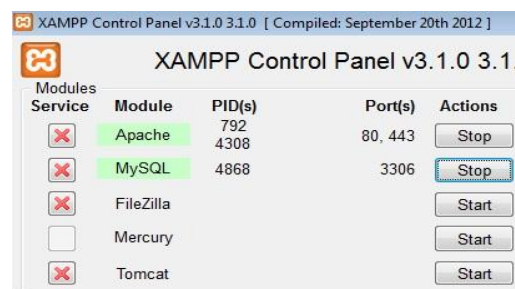 XAMPP Control Panel v3.1.0 3.1.0 [ Compiled: September 20th 2012 ]
XAMPP Control Panel v3.1.0 3.1.
Modules
Service Module PID(s) Port(s) Actions
Apache 792 4308 80, 443 Stop
MySQL 4868 3306 Stop
FileZilla Start
Mercury Start
Tomcat Start